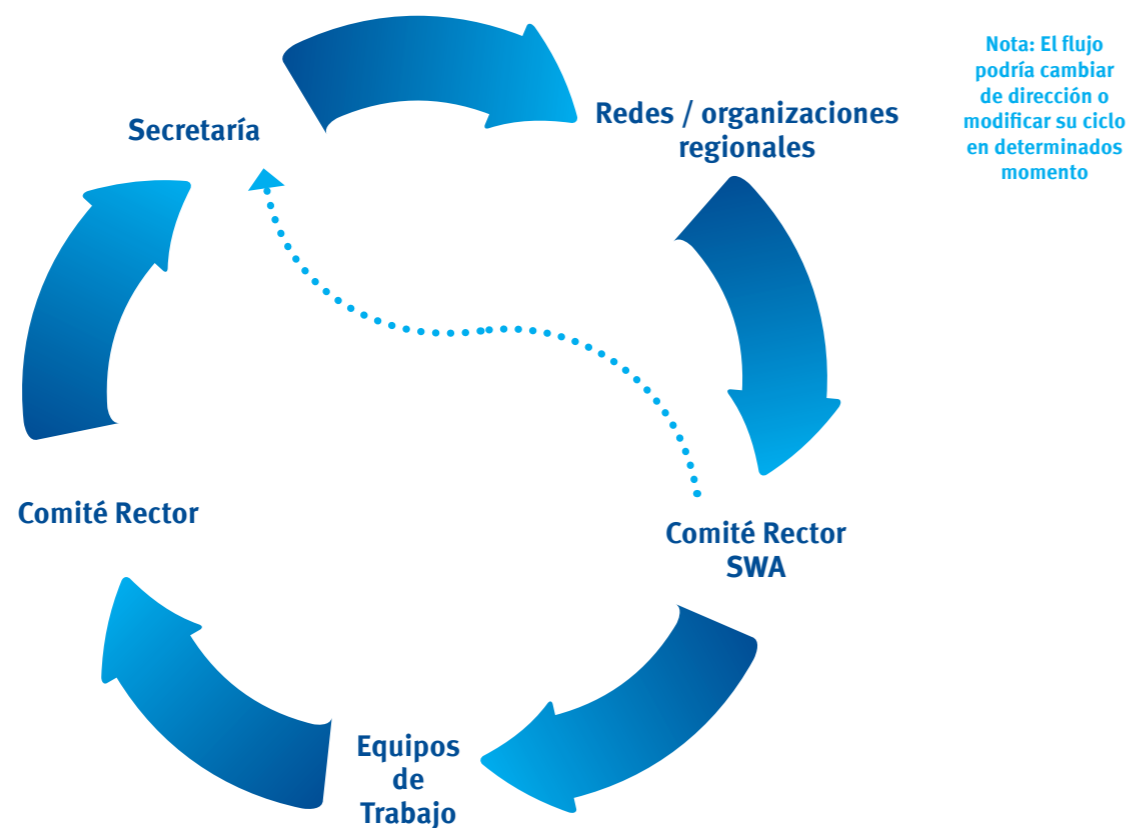 Secretaría
Redes / organizaciones
regionales
Nota: El flujo
podría cambiar
de dirección o
modificar su ciclo
en determinados
momento
Comité Rector
SWA
Equipos
de
Trabajo
Comité Rector